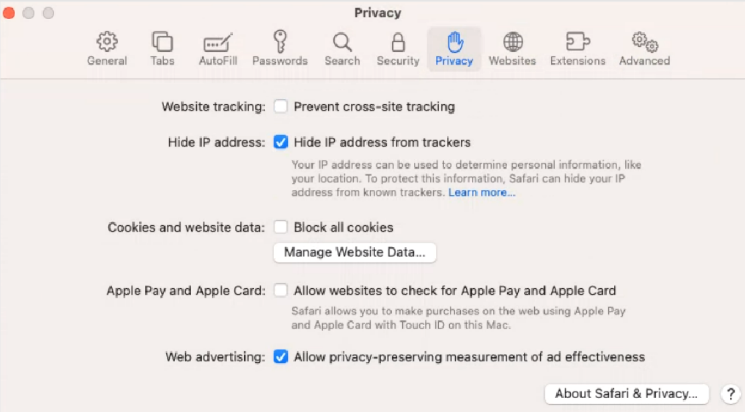 Privacy
General Tabs AutoFill Passwords Search Security Privacy Websites Extensions Advanced
Website tracking: Prevent cross-site tracking
Hide IP address: Hide IP address from trackers
Your IP address can be used to determine personal information, like
your location. To protect this information, Safari can hide your IP
address from known trackers. Learn more...
Cookies and website data: Block all cookies
Manage Website Data...
Apple Pay and Apple Card: Allow websites to check for Apple Pay and Apple Card
Safari allows you to make purchases on the web using Apple Pay
and Apple Card with Touch ID on this Mac.
Web advertising: Allow privacy-preserving measurement of ad effectiveness
About Safari & Privacy... ?